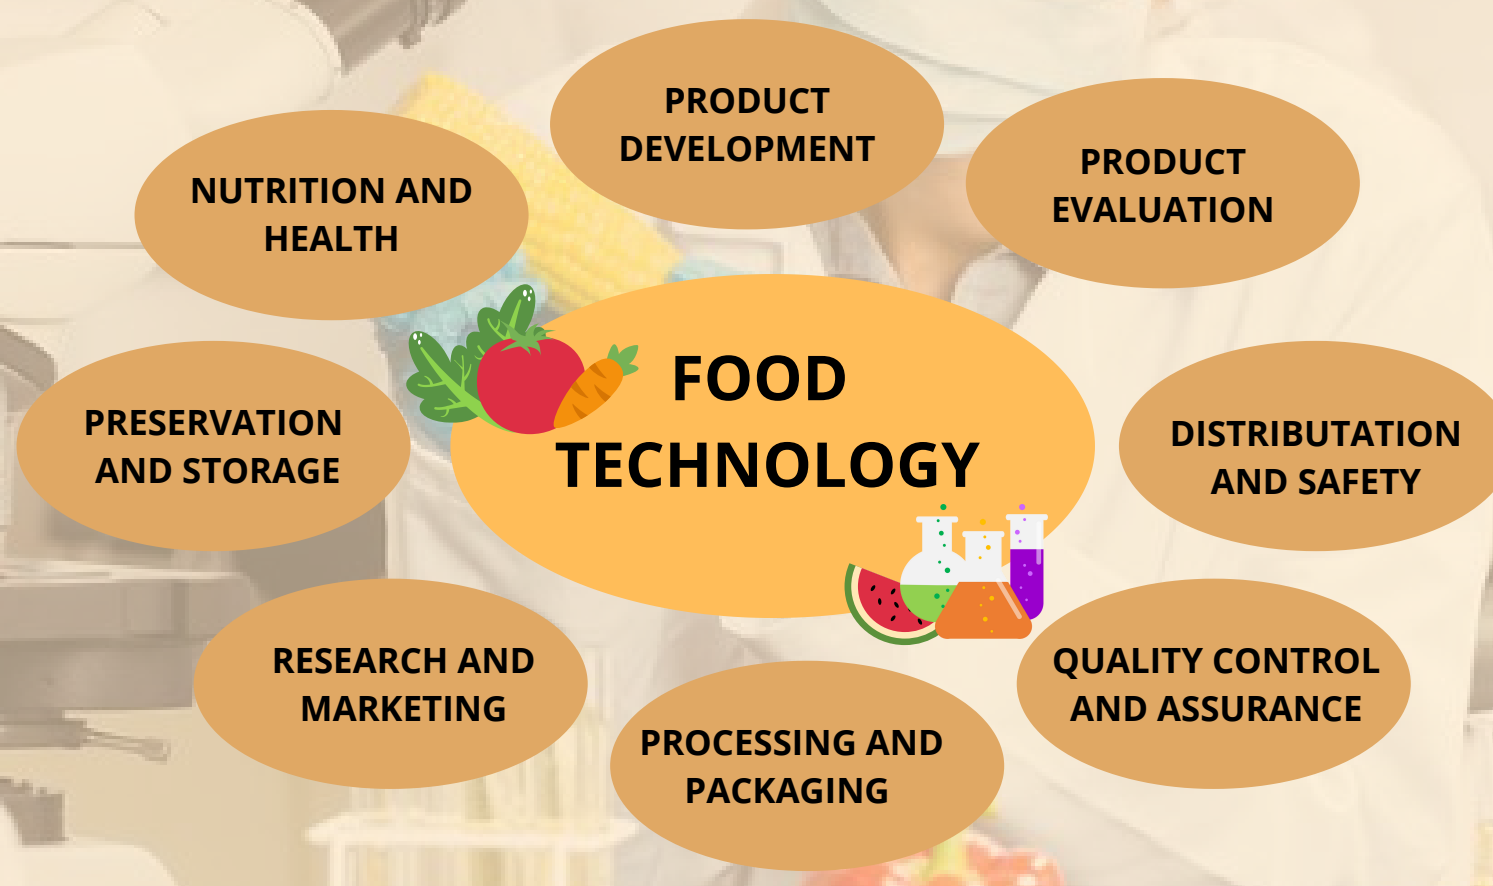 PRODUCT
DEVELOPMENT
PRODUCT
EVALUATION
NUTRITION AND
HEALTH
FOOD
TECHNOLOGY
PRESERVATION
AND STORAGE
DISTRIBUTATION
AND SAFETY
RESEARCH AND
MARKETING
QUALITY CONTROL
AND ASSURANCE
PROCESSING AND
PACKAGING